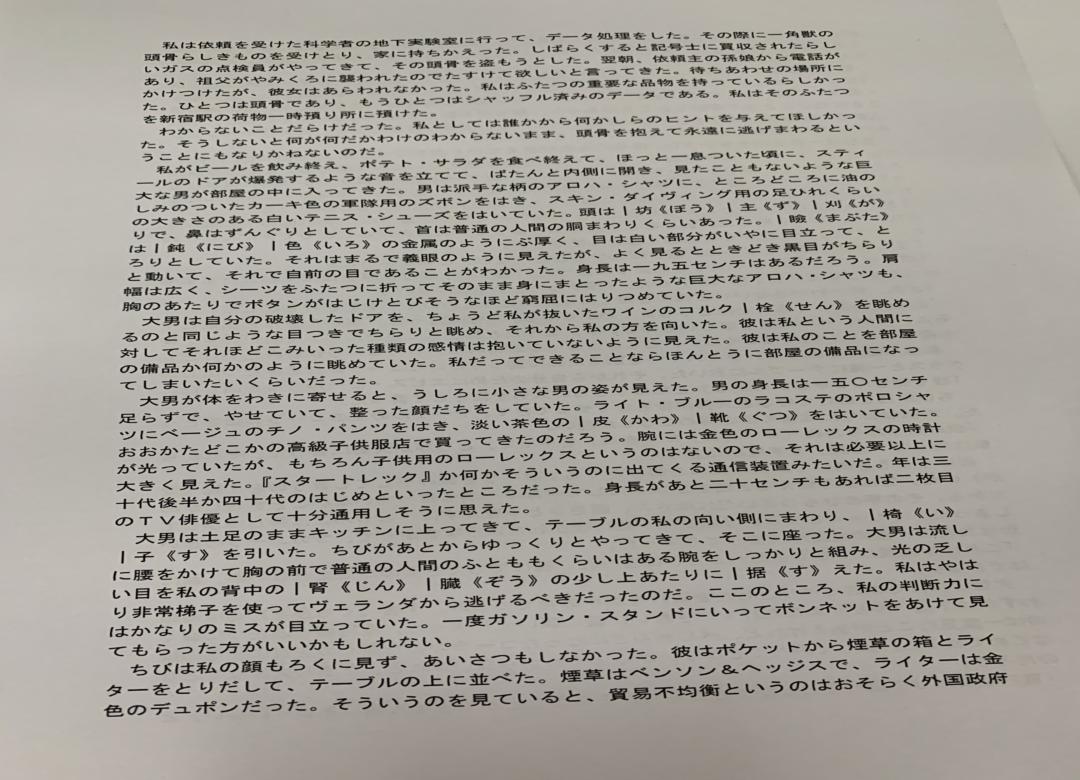 私は依頼を受けた科学者の地下実験室に行って、データ処理をした。その際に一角獣の
頭骨らしきものを受けとり、家に持ちかえった。しばらくすると記号士に買収されたらし
いガスの点検員がやってきて、その頭骨を盗もうとした。翌朝、依頼主の孫娘から電話が
あり、祖父がやみくろに襲われたのでたすけて欲しいと言ってきた。待ちあわせの場所に
かけつけたが、彼女はあらわれなかった。私はふたつの重要な品物を持っているらしかっ
た。ひとつは頭骨であり、もうひとつはシャッフル済みのデータである。私はそのふたつ
を新宿駅の荷物一時預り所に預けた。
わからないことだらけだった。私としては誰かから何かしらのヒントを与えてほしかっ
た。そうしないと何が何だかわけのわからないまま、頭骨を抱えて永遠に逃げまわるとい
うことにもなりかねないのだ。
私がビールを飲み終え、ポテト・サラダを食べ終えて、ほっと一息ついた頃に、スティ
ールのドアが爆発するような音を立てて、ばたんと内側に開き、見たこともないような巨
大な男が部屋の中に入ってきた。男は派手な柄のアロハ・シャツに、ところどころに油の
しみのついたカーキ色の軍隊用のズボンをはき、スキン・ダイヴィング用の足ひれくらい
の大きさのある白いテニス・シューズをはいていた。頭は|坊《ぼう》|主《ず》|刈《が》
りで、鼻はずんぐりとしていて、首は普通の人間の胴まわりくらいあった。|瞼《まぶた》
は|鈍《にび》|色《いろ》の金属のようにぶ厚く、目は白い部分がいやに目立って、と
ろりとしていた。それはまるで義眼のように見えたが、よく見るとときどき黒目がちらり
と動いて、それで自前の目であることがわかった。身長は一九五センチはあるだろう。肩
幅は広く、シーツをふたつに折ってそのまま身にまとったような巨大なアロハ・シャツも、
胸のあたりでボタンがはじけとびそうなほど窮屈にはりつめていた。
大男は自分の破壊したドアを、ちょうど私が抜いたワインのコルク|栓《せん》を眺め
るのと同じような目つきでちらりと眺め、それから私の方を向いた。彼は私という人間に
対してそれほどこみいった種類の感情は抱いていないように見えた。彼は私のことを部屋
の備品か何かのように眺めていた。私だってできることならほんとうに部屋の備品になっ
てしまいたいくらいだった。
大男が体をわきに寄せると、うしろに小さな男の姿が見えた。男の身長は一五〇センチ
足らずで、やせていて、整った顔だちをしていた。ライト・ブルーのラコステのポロシャ
ツにベージュのチノ・パンツをはき、淡い茶色の|皮《かわ》|靴《ぐつ》をはいていた。
おおかたどこかの高級子供服店で買ってきたのだろう。腕には金色のローレックスの時計
が光っていたが、もちろん子供用のローレックスというのはないので、それは必要以上に
大きく見えた。『スタートレック』か何かそういうのに出てくる通信装置みたいだ。年は三
十代後半か四十代のはじめといったところだった。身長があと二十センチもあれば二枚目
のTV俳優として十分通用しそうに思えた。
大男は土足のままキッチンに上ってきて、テーブルの私の向い側にまわり、|椅《い》
|子《す》を引いた。ちびがあとからゆっくりとやってきて、そこに座った。大男は流し
に腰をかけて胸の前で普通の人間のふとももくらいはある腕をしっかりと組み、光の乏し
い目を私の背中の|腎《じん》|臓《ぞう》の少し上あたりに|据《す》えた。私はやは
り非常梯子を使ってヴェランダから逃げるべきだったのだ。ここのところ、私の判断力に
はかなりのミスが目立っていた。一度ガソリン・スタンドにいってボンネットをあけて見
てもらった方がいいかもしれない。
ちびは私の顔もろくに見ず、あいさつもしなかった。彼はポケットから煙草の箱とライ
ターをとりだして、テーブルの上に並べた。煙草はベンソン&ヘッジスで、ライターは金
色のデュポンだった。そういうのを見ていると、貿易不均衡というのはおそらく外国政府